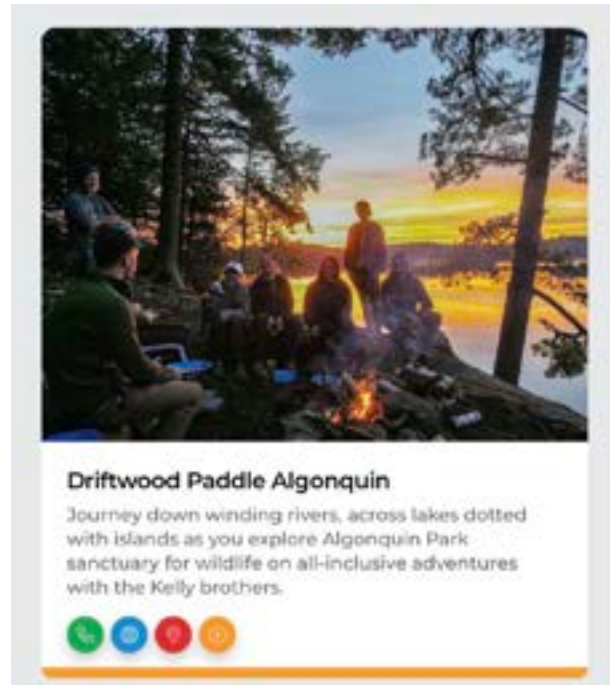 Driftwood Paddle Algonquin
Journey down winding rivers, across lakes dotted
with islands as you explore Algonquin Park
sanctuary for wildlife on all-inclusive adventures
with the Kelly brothers.